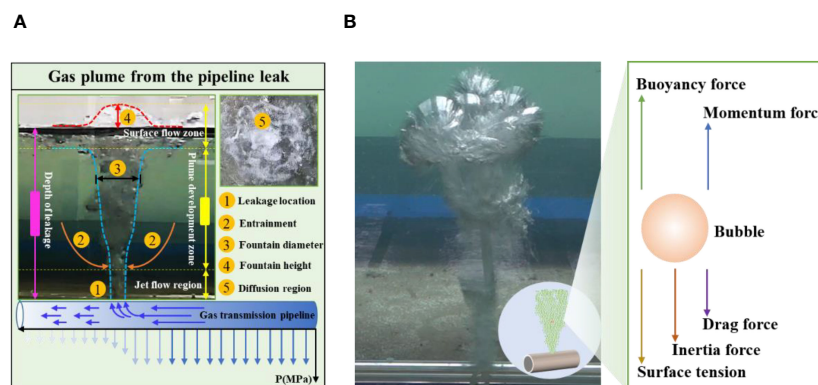 A
B
Gas plume from the pipeline leak
4
5
Surface flow zone
3
Depth of leakage
Plume development zone
2
2
1 Leakage location
2 Entrainment
3 Fountain diameter
4 Fountain height
5 Diffusion region
1
Jet flow region
Gas transmission pipeline
P(MPa)
Buoyancy force
Momentum force
Bubble
Drag force
Inertia force
Surface tension